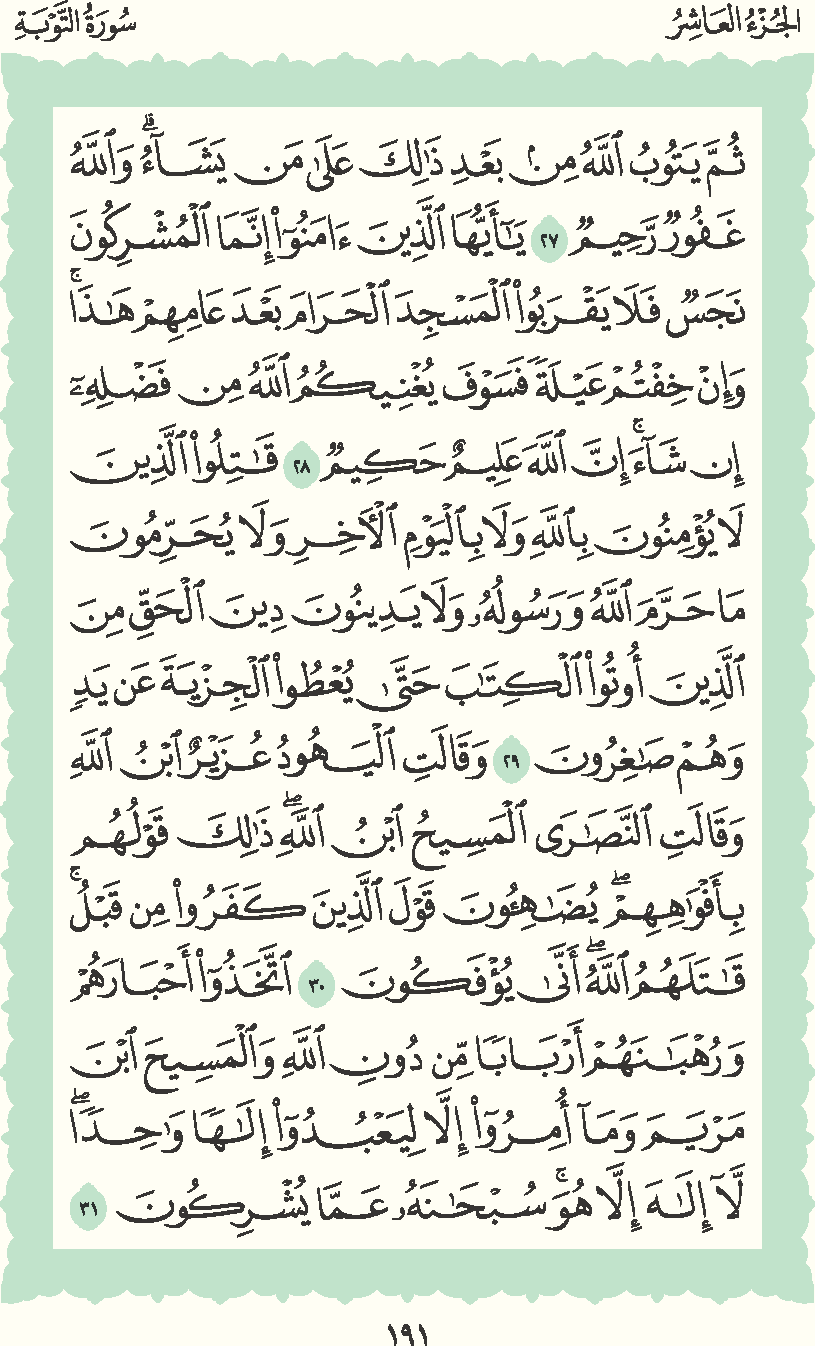 الجُزْءُ العَاشِرُ
سُورَةُ التَّوْبَةِ
ثُمَّ يَتُوبُ ٱللَّهُ مِنۢ بَعْدِ ذَٰلِكَ عَلَىٰ مَن يَشَآءُۗ وَٱللَّهُ
غَفُورٌ رَّحِيمٌ ٢٧ يَٰٓأَيُّهَا ٱلَّذِينَ ءَامَنُوٓا۟ إِنَّمَا ٱلْمُشْرِكُونَ
نَجَسٌ فَلَا يَقْرَبُوا۟ ٱلْمَسْجِدَ ٱلْحَرَامَ بَعْدَ عَامِهِمْ هَٰذَاۚ
وَإِنْ خِفْتُمْ عَيْلَةً فَسَوْفَ يُغْنِيكُمُ ٱللَّهُ مِن فَضْلِهِۦٓ
إِن شَآءَۚ إِنَّ ٱللَّهَ عَلِيمٌ حَكِيمٌ ٢٨ قَٰتِلُوا۟ ٱلَّذِينَ
لَا يُؤْمِنُونَ بِٱللَّهِ وَلَا بِٱلْيَوْمِ ٱلْأَخِرِ وَلَا يُحَرِّمُونَ
مَا حَرَّمَ ٱللَّهُ وَرَسُولُهُۥ وَلَا يَدِينُونَ دِينَ ٱلْحَقِّ مِنَ
ٱلَّذِينَ أُوتُوا۟ ٱلْكِتَٰبَ حَتَّىٰ يُعْطُوا۟ ٱلْجِزْيَةَ عَن يَدٍ
وَهُمْ صَٰغِرُونَ ٢٩ وَقَالَتِ ٱلْيَهُودُ عُزَيْرٌ ٱبْنُ ٱللَّهِ
وَقَالَتِ ٱلنَّصَٰرَى ٱلْمَسِيحُ ٱبْنُ ٱللَّهِۖ ذَٰلِكَ قَوْلُهُم
بِأَفْوَٰهِهِمْۖ يُضَٰهِـُٔونَ قَوْلَ ٱلَّذِينَ كَفَرُوا۟ مِن قَبْلُۚ
قَٰتَلَهُمُ ٱللَّهُۖ أَنَّىٰ يُؤْفَكُونَ ٣٠ ٱتَّخَذُوٓا۟ أَحْبَارَهُمْ
وَرُهْبَٰنَهُمْ أَرْبَابًا مِّن دُونِ ٱللَّهِ وَٱلْمَسِيحَ ٱبْنَ
مَرْيَمَ وَمَآ أُمِرُوٓا۟ إِلَّا لِيَعْبُدُوٓا۟ إِلَٰهًا وَٰحِدًاۖ
لَّآ إِلَٰهَ إِلَّا هُوَۚ سُبْحَٰنَهُۥ عَمَّا يُشْرِكُونَ ٣١
١٩١